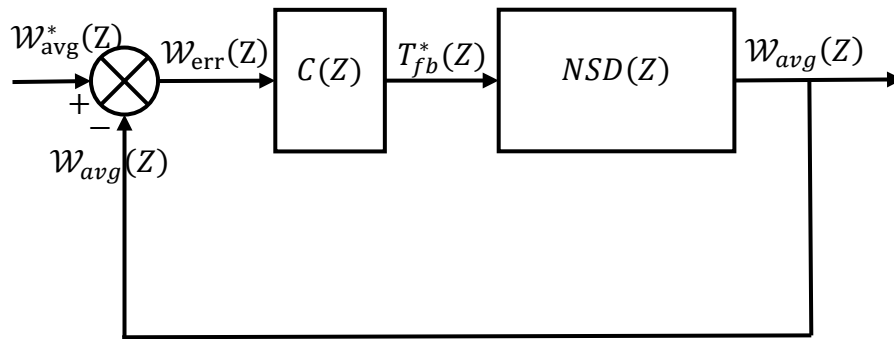 𝒲*avg(Z)
+
−
𝒲err(Z)
C(Z)
T*fb(Z)
NSD(Z)
𝒲avg(Z)
𝒲avg(Z)